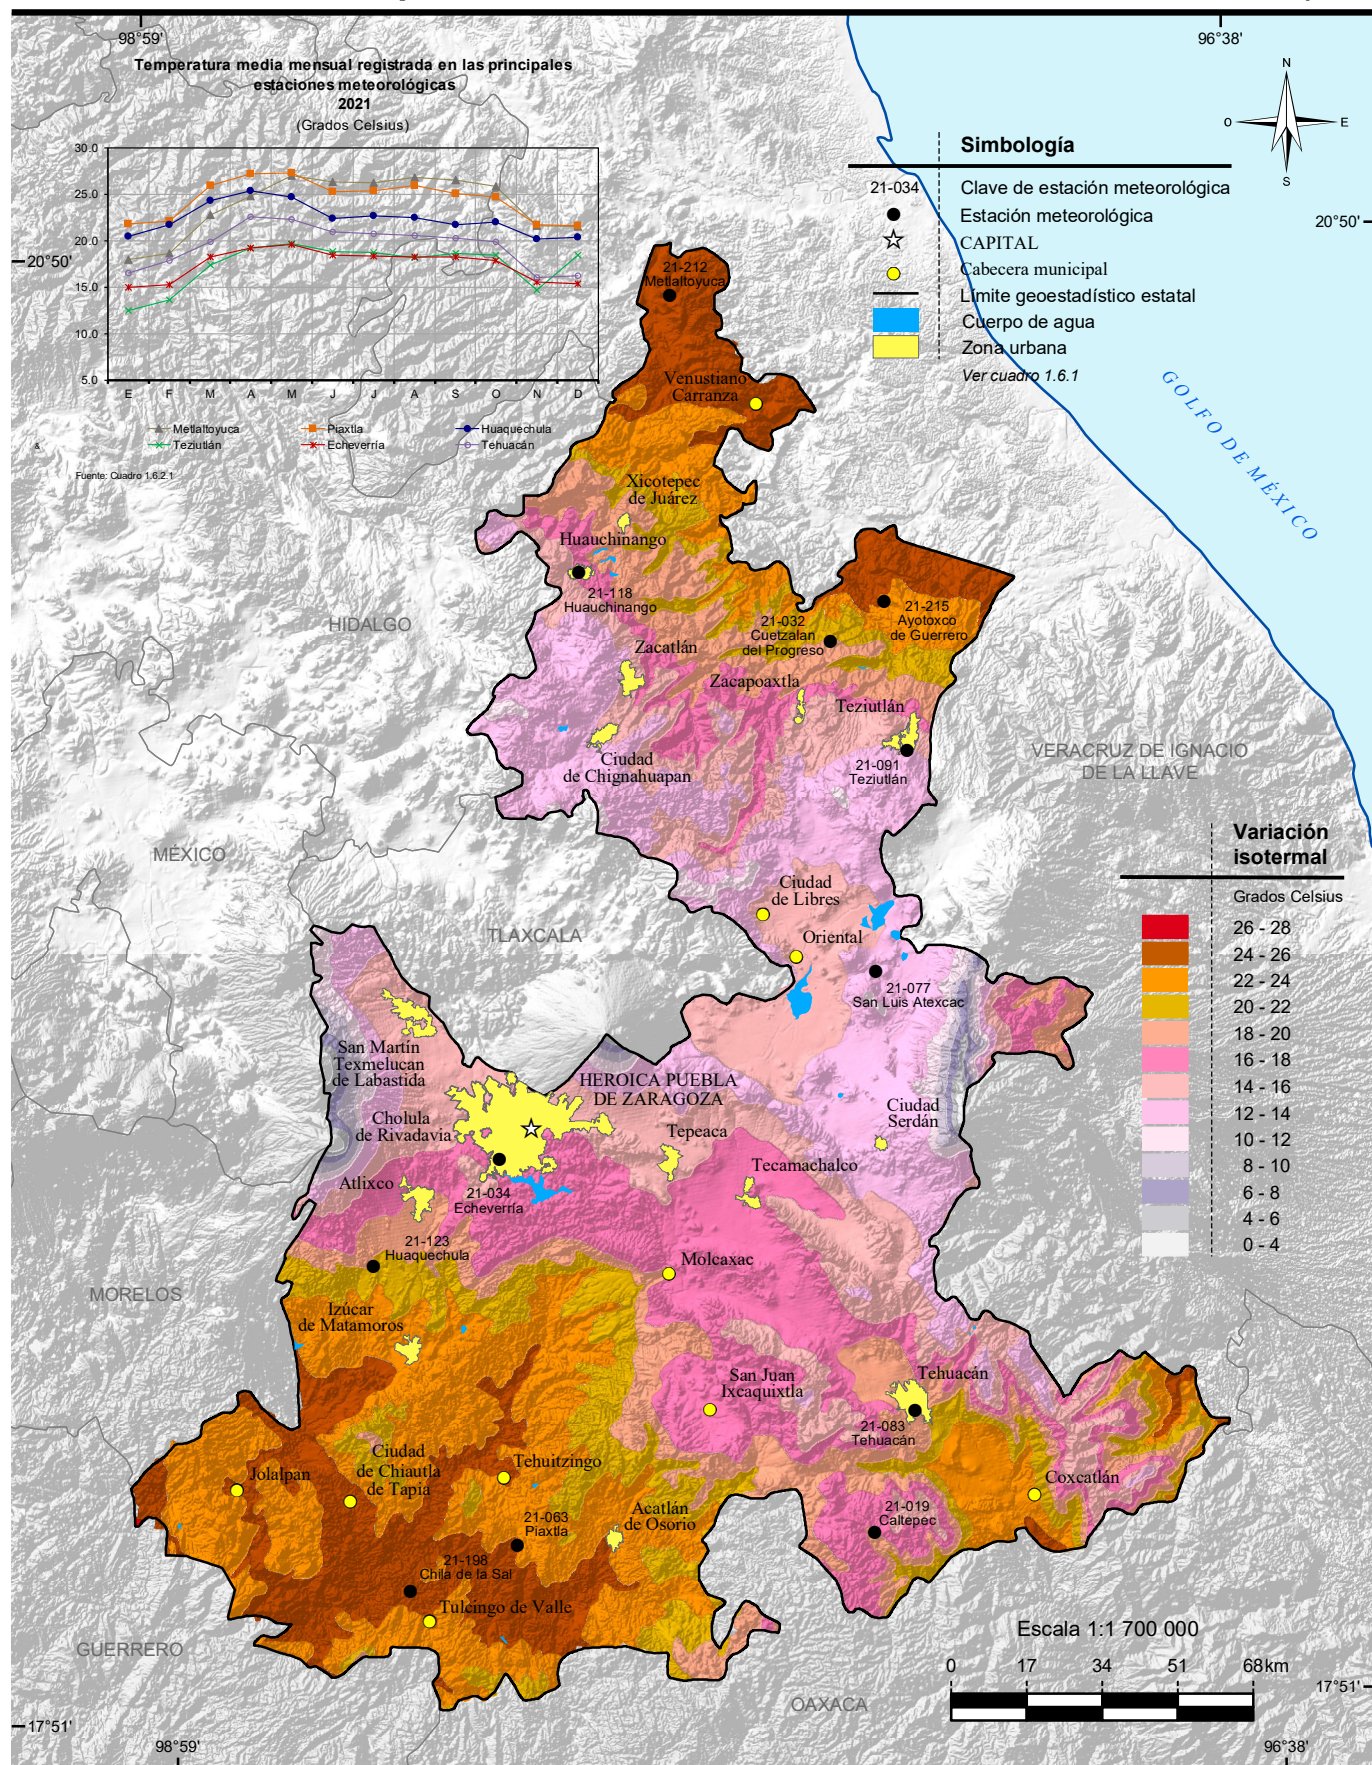 98°59'
96°38'
Temperatura media mensual registrada en las principales
estaciones meteorológicas
2021
(Grados Celsius)
30.0
25.0
20.0
15.0
10.0
5.0
E F M A M J J A S O N D
Metlaltoyuca Piaxtla Huaquechula
Teziutlán Echeverría Tehuacán
&
Fuente: Cuadro 1.6.2.1
20°50'
20°50'
N
O E
S
Simbología
21-034 Clave de estación meteorológica
Estación meteorológica
CAPITAL
Cabecera municipal
Límite geoestadístico estatal
Cuerpo de agua
Zona urbana
Ver cuadro 1.6.1
GOLFO DE MÉXICO
21-212
Metlaltoyuca
Venustiano
Carranza
Xicotepec
de Juárez
Huauchinango
21-118
Huauchinango
HIDALGO
21-215
Ayotoxco
de Guerrero
21-032
Cuetzalan
del Progreso
Zacatlán
Zacapoaxtla
Teziutlán
21-091
Teziutlán
Ciudad
de Chignahuapan
VERACRUZ DE IGNACIO
DE LA LLAVE
MÉXICO
Ciudad
de Libres
TLAXCALA
Oriental
21-077
San Luis Atexcac
Variación
isotermal
Grados Celsius
26 - 28
24 - 26
22 - 24
20 - 22
18 - 20
16 - 18
14 - 16
12 - 14
10 - 12
8 - 10
6 - 8
4 - 6
0 - 4
San Martín
Texmelucan
de Labastida
HEROICA PUEBLA
DE ZARAGOZA
Cholula
de Rivadavia
Ciudad
Serdán
Tepeaca
Tecamachalco
Atlixco
21-034
Echeverría
21-123
Huaquechula
Molcaxac
MORELOS
Izúcar
de Matamoros
San Juan
Ixcaquixtla
Tehuacán
21-083
Tehuacán
Ciudad
de Chiautla
de Tapia
Tehuitzingo
Jolalpan
Coxcatlán
21-063
Piaxtla
Acatlán
de Osorio
21-019
Caltepec
21-198
Chila de la Sal
Tulcingo de Valle
GUERRERO
OAXACA
Escala 1:1 700 000
0 17 34 51 68 km
17°51'
17°51'
98°59'
96°38'